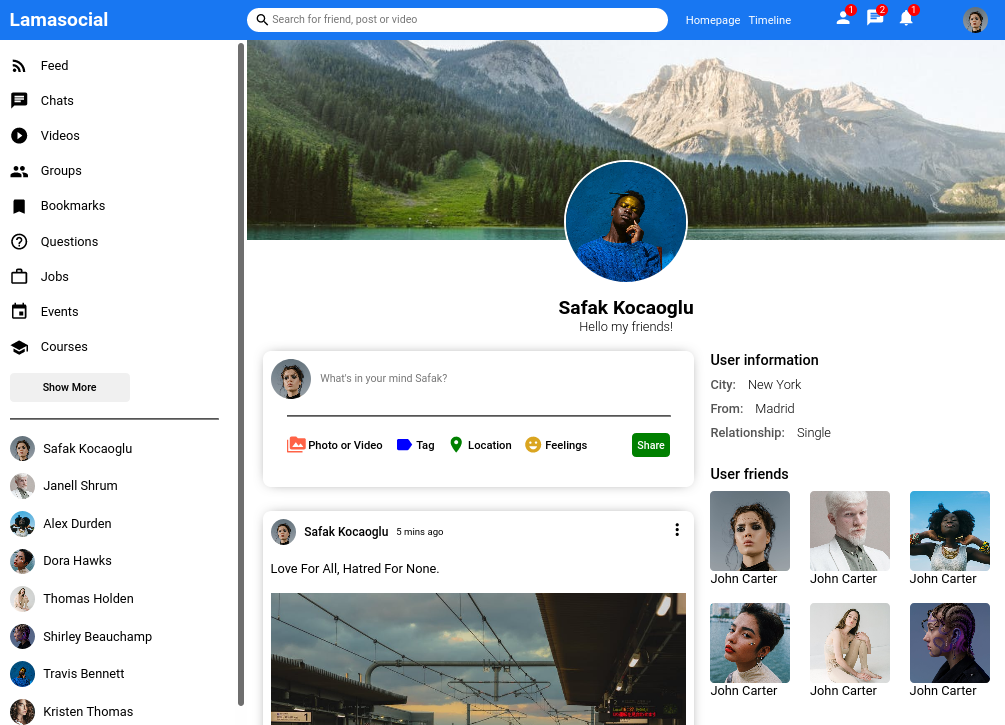 Lamasocial
Search for friend, post or video
Homepage Timeline
1
2
1
Feed
Chats
Videos
Groups
Bookmarks
Questions
Jobs
Events
Courses
Show More
Safak Kocaoglu
Janell Shrum
Alex Durden
Dora Hawks
Thomas Holden
Shirley Beauchamp
Travis Bennett
Kristen Thomas
Safak Kocaoglu
Hello my friends!
What's in your mind Safak?
Photo or Video Tag Location Feelings Share
Safak Kocaoglu 5 mins ago
Love For All, Hatred For None.
1
User information
City: New York
From: Madrid
Relationship: Single
User friends
John Carter John Carter John Carter
John Carter John Carter John Carter